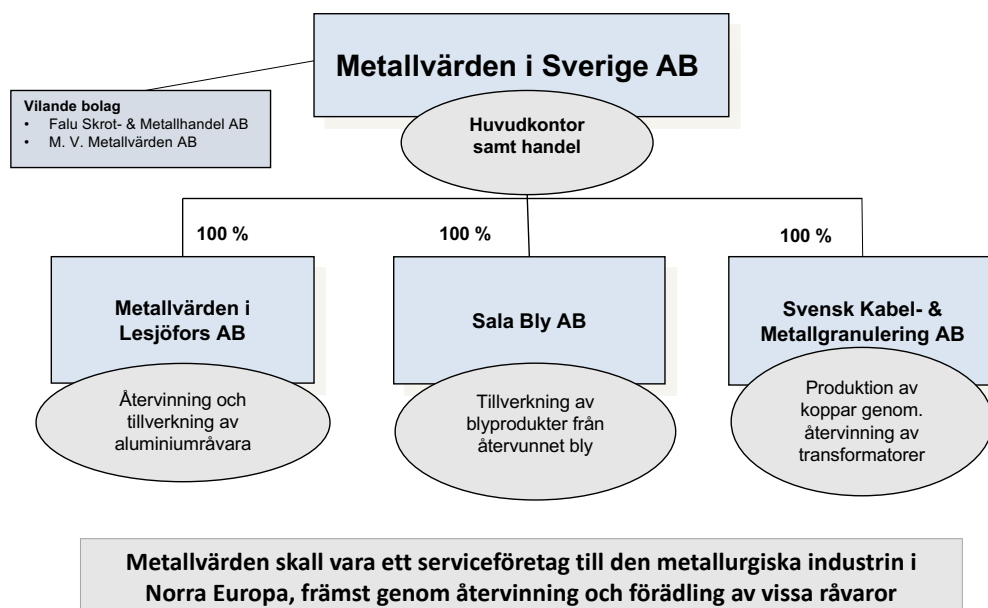 Metallvärden i Sverige AB
Vilande bolag
• Falu Skrot- & Metallhandel AB
• M. V. Metallvärden AB
Huvudkontor
samt handel
100 %
100 %
100 %
Metallvärden i
Lesjöfors AB
Återvinning och
tillverkning av
aluminiumråvara
Sala Bly AB
Tillverkning av
blyprodukter från
återvunnet bly
Svensk Kabel- &
Metallgranulering AB
Produktion av
koppar genom.
återvinning av
transformatorer
Metallvärden skall vara ett serviceföretag till den metallurgiska industrin i
Norra Europa, främst genom återvinning och förädling av vissa råvaror